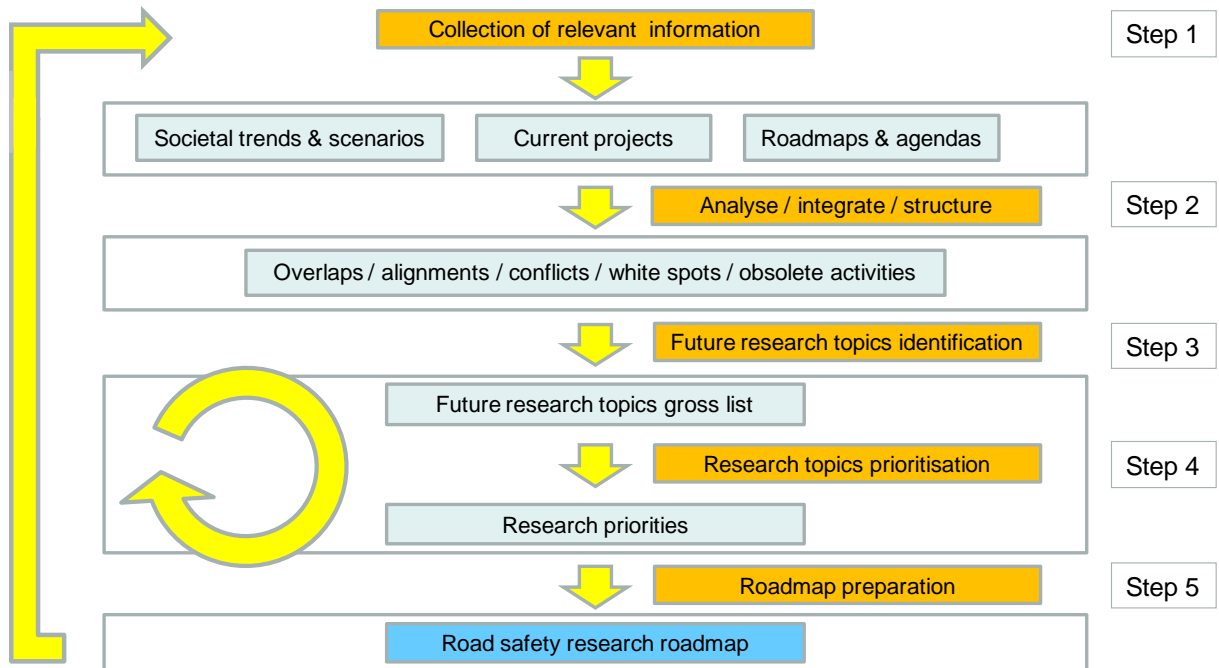 Collection of relevant information
Step 1
Societal trends & scenarios
Current projects
Roadmaps & agendas
Analyse / integrate / structure
Step 2
Overlaps / alignments / conflicts / white spots / obsolete activities
Future research topics identification
Step 3
Future research topics gross list
Research topics prioritisation
Step 4
Research priorities
Roadmap preparation
Step 5
Road safety research roadmap